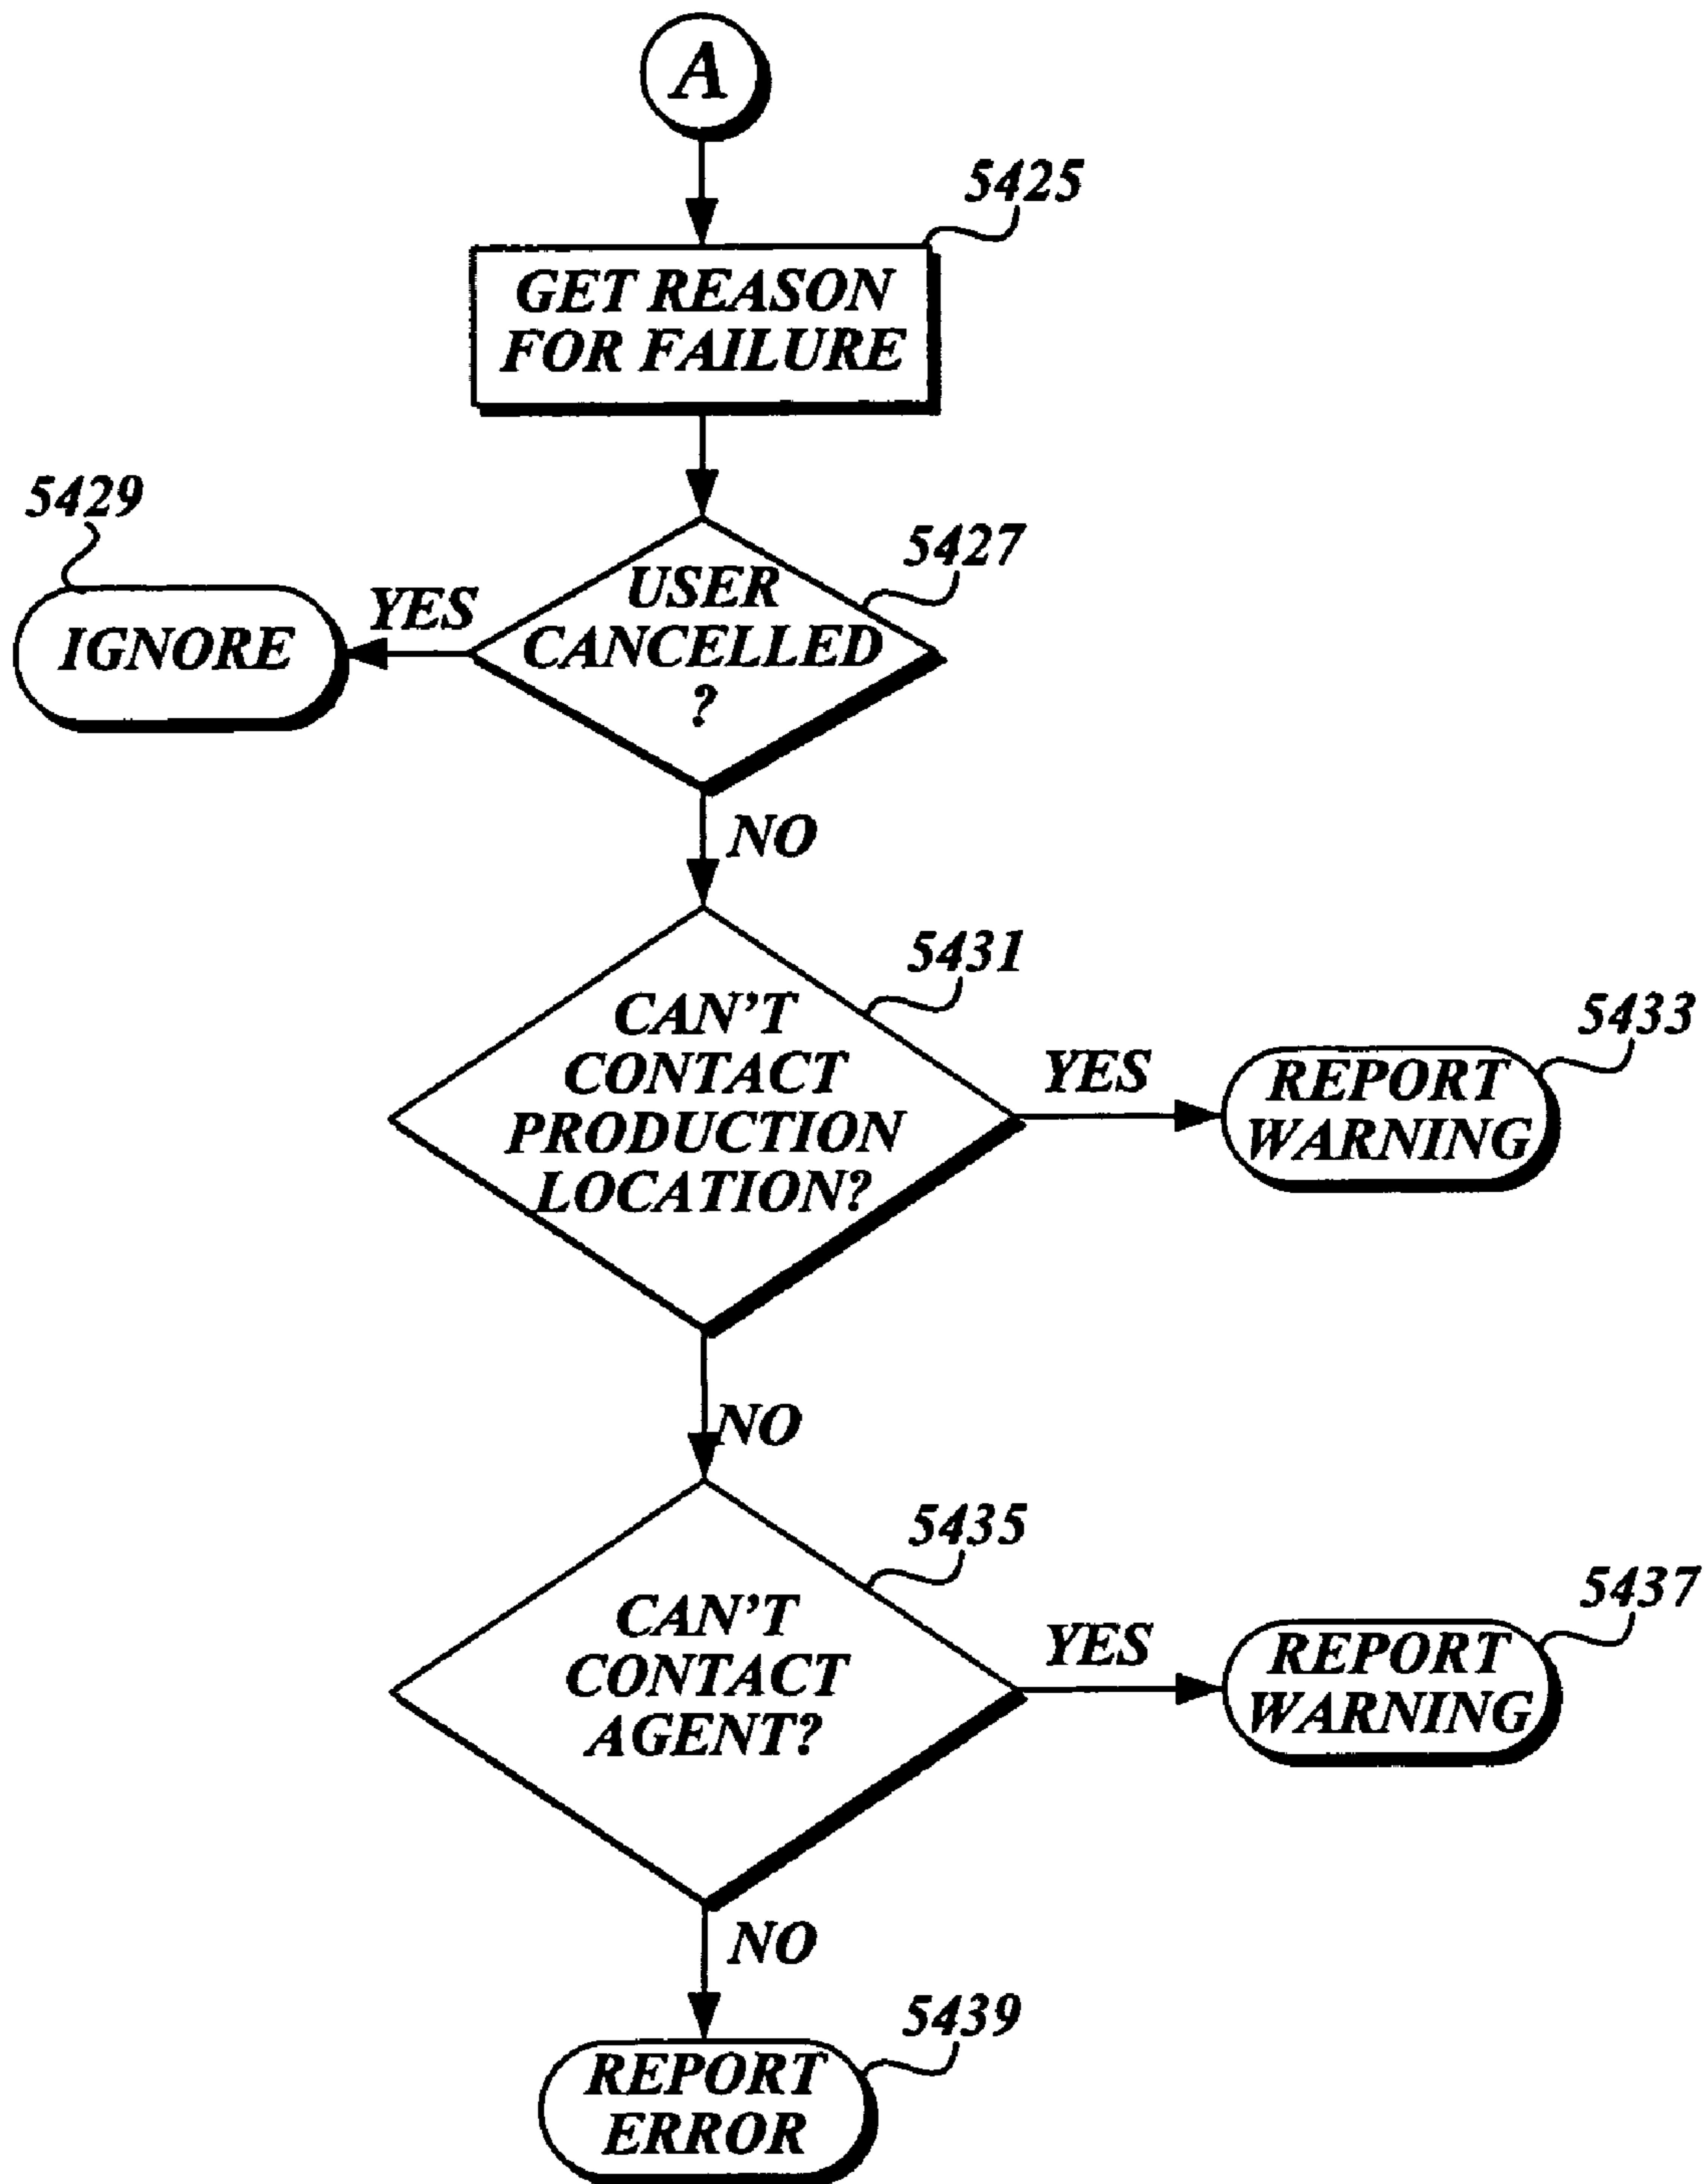 A
5425
GET REASON
FOR FAILURE
5429
5427
USER
CANCELLED
?
YES
IGNORE
NO
5431
CAN'T
CONTACT
PRODUCTION
LOCATION?
YES
5433
REPORT
WARNING
NO
5435
CAN'T
CONTACT
AGENT?
YES
5437
REPORT
WARNING
NO
5439
REPORT
ERROR